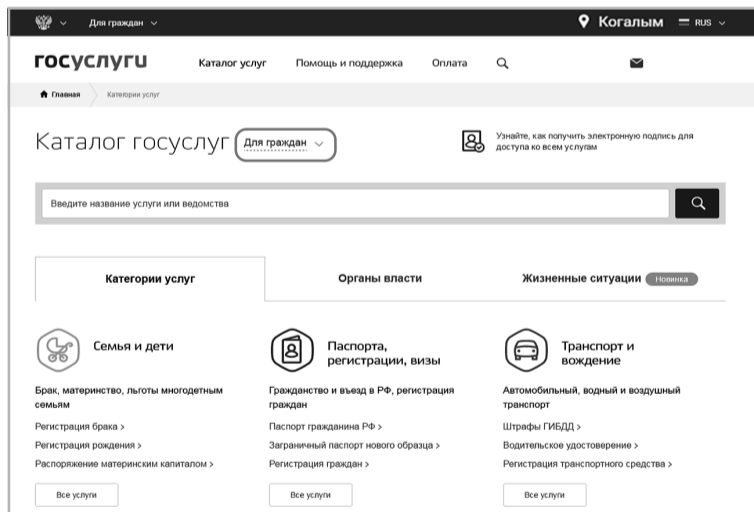 Для граждан
Когалым
RUS
госуслуги
Каталог услуг
Помощь и поддержка
Оплата
Главная
Категории услуг
Каталог госуслуг
Для граждан
Узнайте, как получить электронную подпись для
доступа ко всем услугам
Введите название услуги или ведомства
Категории услуг
Органы власти
Жизненные ситуации
Новинка
Семья и дети
Брак, материнство, льготы многодетным
семьям
Регистрация брака >
Регистрация рождения >
Распоряжение материнским капиталом >
Все услуги
Паспорта,
регистрации, визы
Гражданство и въезд в РФ, регистрация
граждан
Паспорт гражданина РФ >
Заграничный паспорт нового образца >
Регистрация граждан >
Все услуги
Транспорт и
вождение
Автомобильный, водный и воздушный
транспорт
Штрафы ГИБДД >
Водительское удостоверение >
Регистрация транспортного средства >
Все услуги